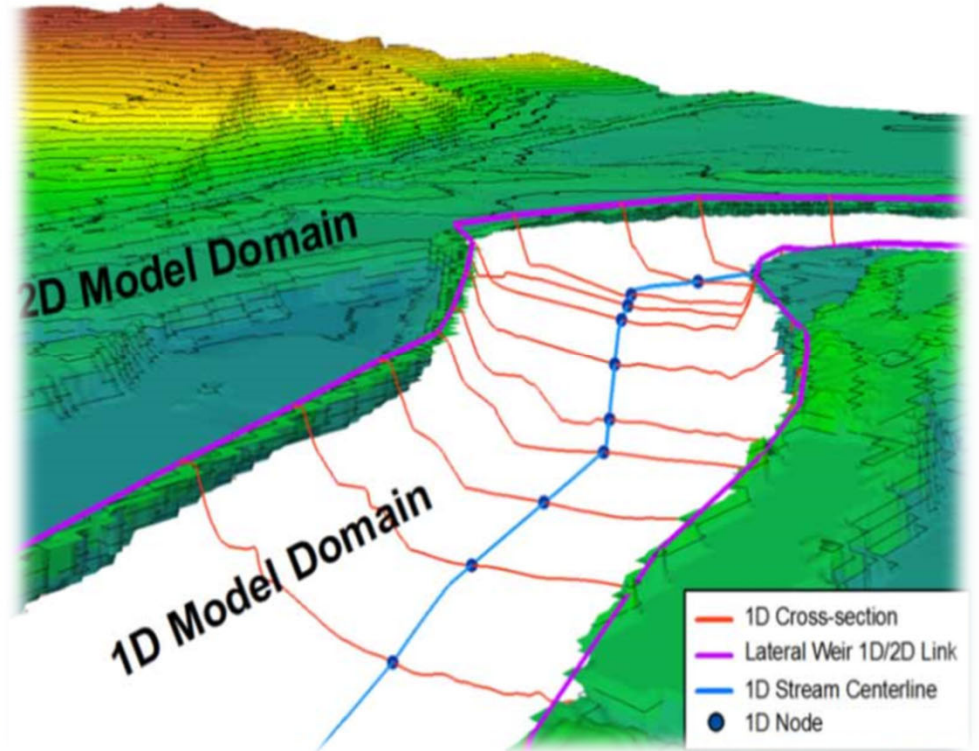 2D Model Domain
1D Model Domain
1D Cross-section
Lateral Weir 1D/2D Link
1D Stream Centerline
1D Node